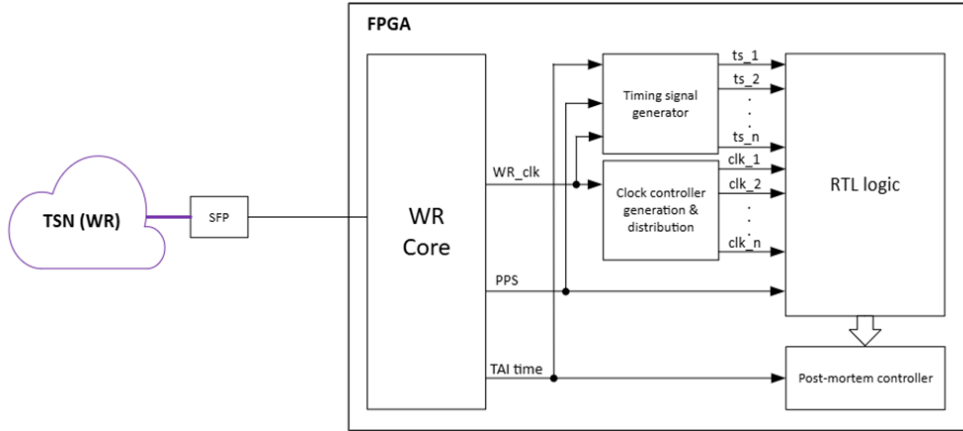 FPGA
TSN (WR)
SFP
WR
Core
WR_clk
PPS
TAI time
Timing signal
generator
Clock controller
generation &
distribution
ts_1
ts_2
ts_n
clk_1
clk_2
clk_n
RTL logic
Post-mortem controller